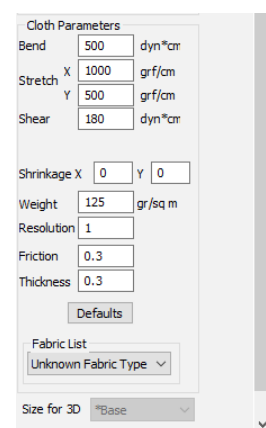 Cloth Parameters
Bend 500 dyn*cm
Stretch X 1000 grf/cm
Y 500 grf/cm
Shear 180 dyn*cm
Shrinkage X 0 Y 0
Weight 125 gr/sq m
Resolution 1
Friction 0.3
Thickness 0.3
Defaults
Fabric List
Unknown Fabric Type
Size for 3D *Base